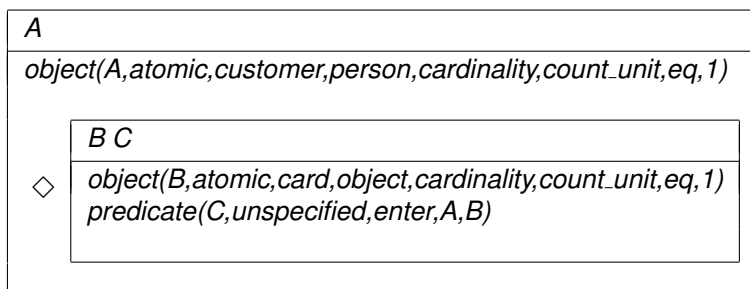 A
object(A,atomic,customer,person,cardinality,count_unit,eq,1)
B C
object(B,atomic,card,object,cardinality,count_unit,eq,1)
◇
predicate(C,unspecified,enter,A,B)